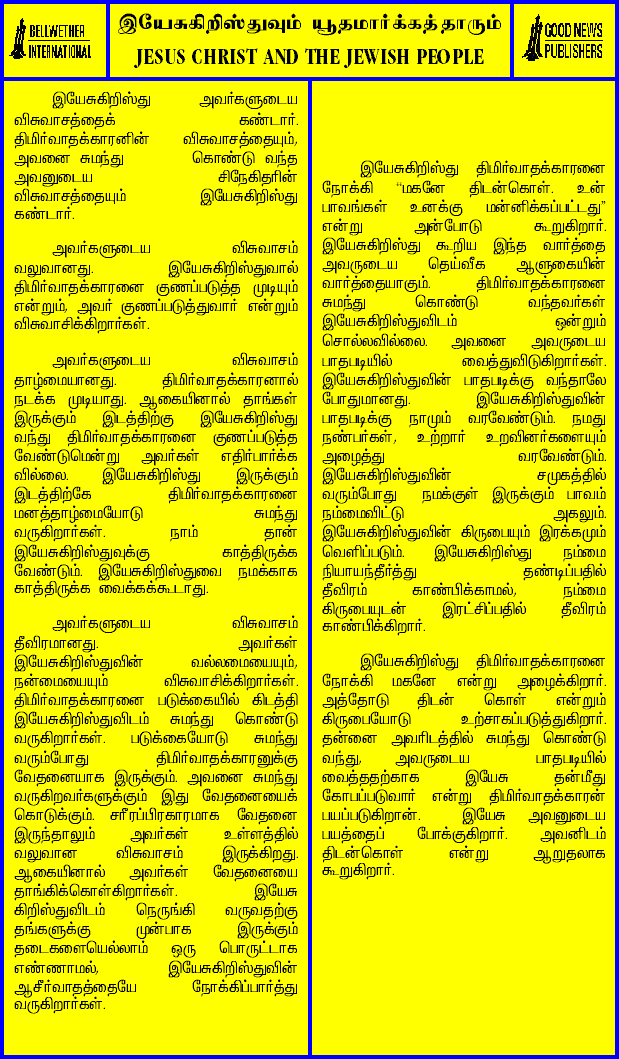 BELLWETHER
INTERNATIONAL
இயேசுகிறிஸ்துவும் யூதமார்க்கத்தாரும்
JESUS CHRIST AND THE JEWISH PEOPLE
GOOD NEWS
PUBLISHERS
இயேசுகிறிஸ்து அவர்களுடைய
விசுவாசத்தைக் கண்டார்.
திமிர்வாதக்காரனின் விசுவாசத்தையும்,
அவனை சுமந்து கொண்டு வந்த
அவனுடைய சிநேகிதரின்
விசுவாசத்தையும் இயேசுகிறிஸ்து
கண்டார்.
அவர்களுடைய விசுவாசம்
வலுவானது. இயேசுகிறிஸ்துவால்
திமிர்வாதக்காரனை குணப்படுத்த முடியும்
என்றும், அவர் குணப்படுத்துவார் என்றும்
விசுவாசிக்கிறார்கள்.
அவர்களுடைய விசுவாசம்
தாழ்மையானது. திமிர்வாதக்காரனால்
நடக்க முடியாது. ஆகையினால் தாங்கள்
இருக்கும் இடத்திற்கு இயேசுகிறிஸ்து
வந்து திமிர்வாதக்காரனை குணப்படுத்த
வேண்டுமென்று அவர்கள் எதிர்பார்க்க
வில்லை. இயேசுகிறிஸ்து இருக்கும்
இடத்திற்கே திமிர்வாதக்காரனை
மனத்தாழ்மையோடு சுமந்து
வருகிறார்கள். நாம் தான்
இயேசுகிறிஸ்துவுக்கு காத்திருக்க
வேண்டும். இயேசுகிறிஸ்துவை நமக்காக
காத்திருக்க வைக்கக்கூடாது.
அவர்களுடைய விசுவாசம்
தீவிரமானது. அவர்கள்
இயேசுகிறிஸ்துவின் வல்லமையையும்,
நன்மையையும் விசுவாசிக்கிறார்கள்.
திமிர்வாதக்காரனை படுக்கையில் கிடத்தி
இயேசுகிறிஸ்துவிடம் சுமந்து கொண்டு
வருகிறார்கள். படுக்கையோடு சுமந்து
வரும்போது திமிர்வாதக்காரனுக்கு
வேதனையாக இருக்கும். அவனை சுமந்து
வருகிறவர்களுக்கும் இது வேதனையைக்
கொடுக்கும். சரீரப்பிரகாரமாக வேதனை
இருந்தாலும் அவர்கள் உள்ளத்தில்
வலுவான விசுவாசம் இருக்கிறது.
ஆகையினால் அவர்கள் வேதனையை
தாங்கிக்கொள்கிறார்கள். இயேசு
கிறிஸ்துவிடம் நெருங்கி வருவதற்கு
தங்களுக்கு முன்பாக இருக்கும்
தடைகளையெல்லாம் ஒரு பொருட்டாக
எண்ணாமல், இயேசுகிறிஸ்துவின்
ஆசீர்வாதத்தையே நோக்கிப்பார்த்து
வருகிறார்கள்.
இயேசுகிறிஸ்து திமிர்வாதக்காரனை
நோக்கி “மகனே திடன்கொள். உன்
பாவங்கள் உனக்கு மன்னிக்கப்பட்டது”
என்று அன்போடு கூறுகிறார்.
இயேசுகிறிஸ்து கூறிய இந்த வார்த்தை
அவருடைய தெய்வீக ஆளுகையின்
வார்த்தையாகும். திமிர்வாதக்காரனை
சுமந்து கொண்டு வந்தவர்கள்
இயேசுகிறிஸ்துவிடம் ஒன்றும்
சொல்லவில்லை. அவனை அவருடைய
பாதபடியில் வைத்துவிடுகிறார்கள்.
இயேசுகிறிஸ்துவின் பாதபடிக்கு வந்தாலே
போதுமானது. இயேசுகிறிஸ்துவின்
பாதபடிக்கு நாமும் வரவேண்டும். நமது
நண்பர்கள், உற்றார் உறவினர்களையும்
அழைத்து வரவேண்டும்.
இயேசுகிறிஸ்துவின் சமுகத்தில்
வரும்போது நமக்குள் இருக்கும் பாவம்
நம்மைவிட்டு அகலும்.
இயேசுகிறிஸ்துவின் கிருபையும் இரக்கமும்
வெளிப்படும். இயேசுகிறிஸ்து நம்மை
நியாயந்தீர்த்து தண்டிப்பதில்
தீவிரம் காண்பிக்காமல், நம்மை
கிருபையுடன் இரட்சிப்பதில் தீவிரம்
காண்பிக்கிறார்.
இயேசுகிறிஸ்து திமிர்வாதக்காரனை
நோக்கி மகனே என்று அழைக்கிறார்.
அத்தோடு திடன் கொள் என்றும்
கிருபையோடு உற்சாகப்படுத்துகிறார்.
தன்னை அவரிடத்தில் சுமந்து கொண்டு
வந்து, அவருடைய பாதபடியில்
வைத்ததற்காக இயேசு தன்மீது
கோபப்படுவார் என்று திமிர்வாதக்காரன்
பயப்படுகிறான். இயேசு அவனுடைய
பயத்தைப் போக்குகிறார். அவனிடம்
திடன்கொள் என்று ஆறுதலாக
கூறுகிறார்.